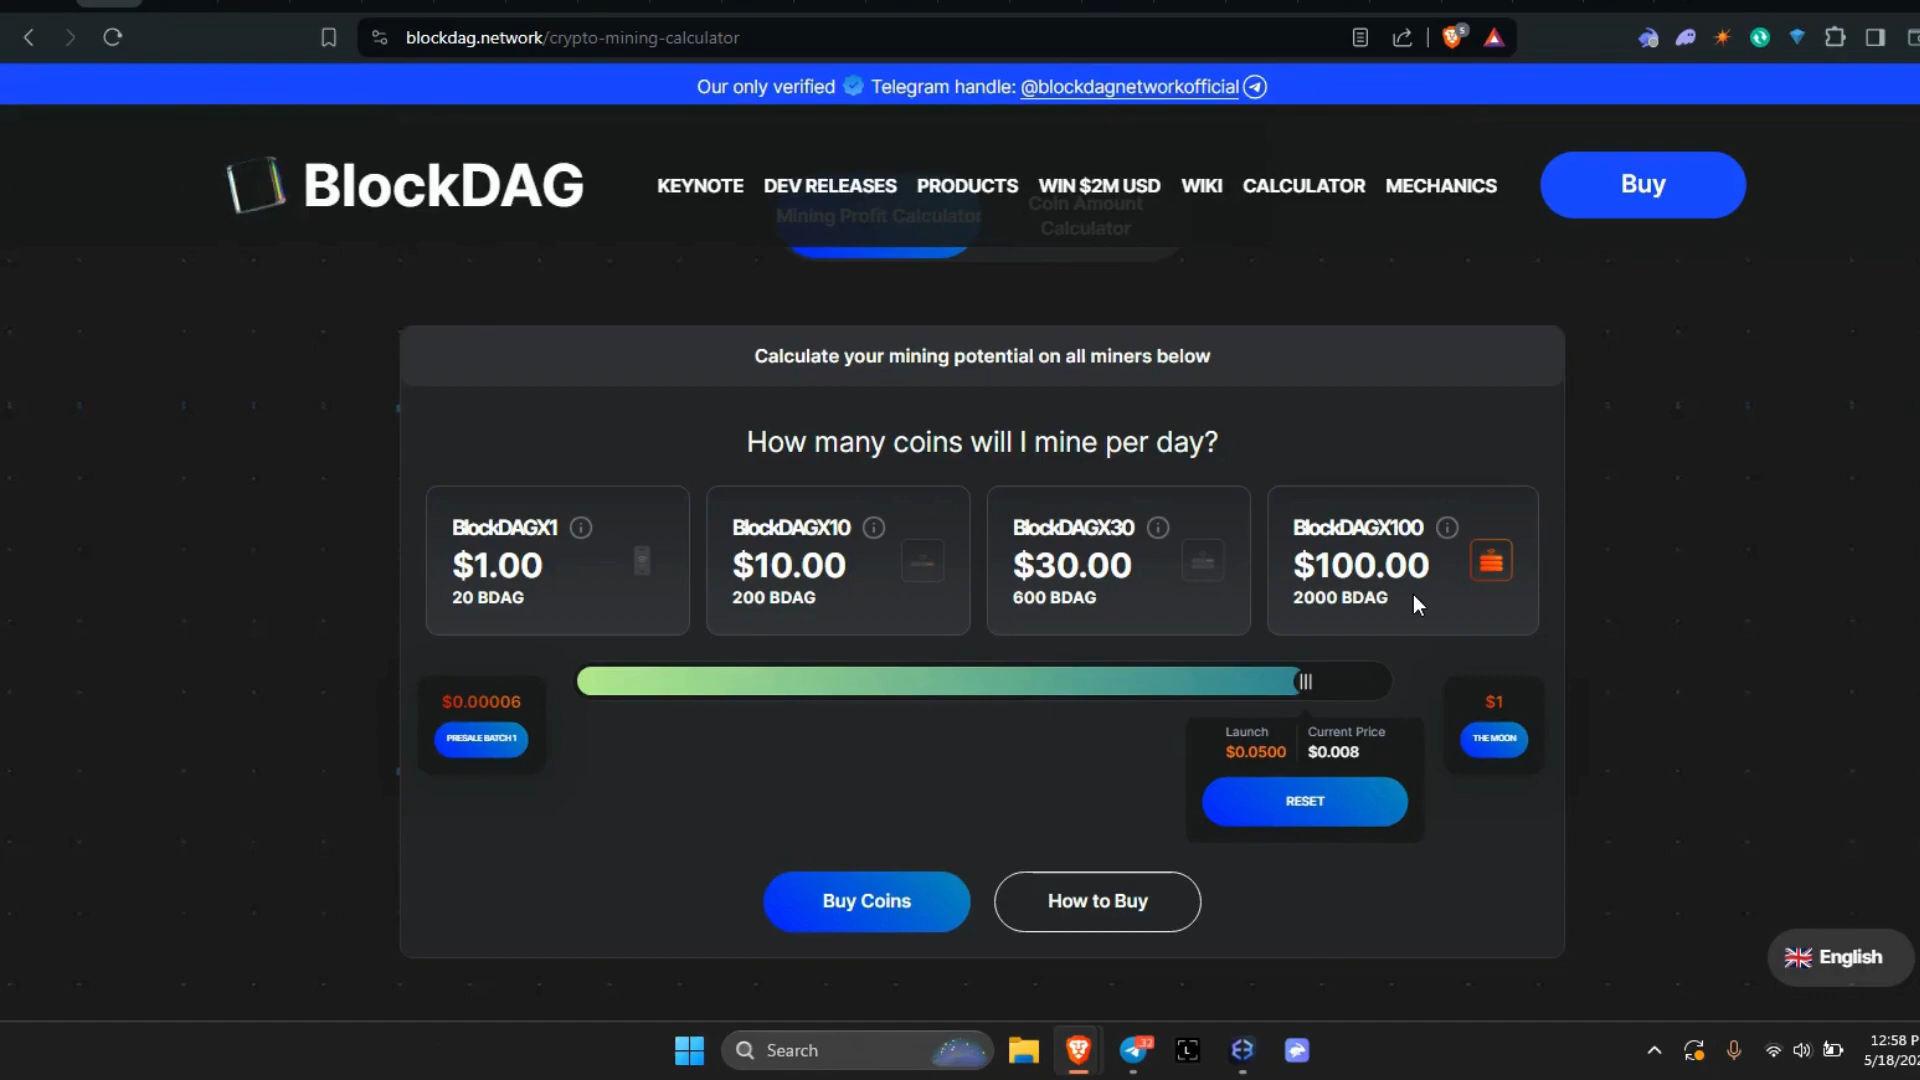 blockdag.network/crypto-mining-calculator
5
Our only verified Telegram handle: @blockdagnetworkofficial
BlockDAG
KEYNOTE DEV RELEASES PRODUCTS WIN $2M USD WIKI CALCULATOR MECHANICS
Buy
Mining Profit Calculator
Coin Amount
Calculator
Calculate your mining potential on all miners below
How many coins will I mine per day?
BlockDAGX1
$1.00
20 BDAG
BlockDAGX10
$10.00
200 BDAG
BlockDAGX30
$30.00
600 BDAG
BlockDAGX100
$100.00
2000 BDAG
$0.00006
PRESALE BATCH 1
Launch
$0.0500
Current Price
$0.008
RESET
$1
THE MOON
Buy Coins
How to Buy
English
Search
L
12:58 P
5/18/202